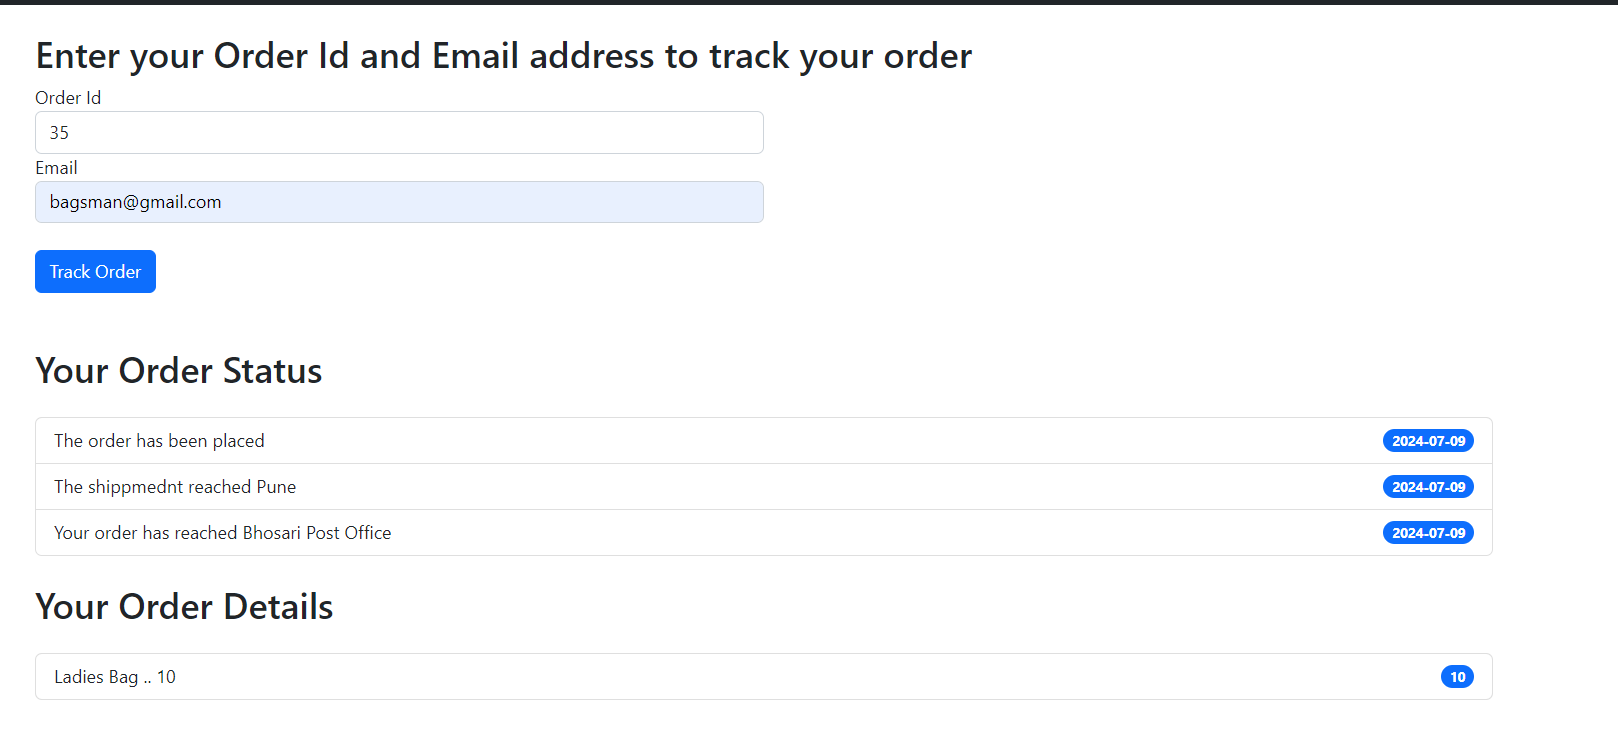 Enter your Order Id and Email address to track your order
Order Id
35
Email
bagsman@gmail.com
Track Order
Your Order Status
The order has been placed 2024-07-09
The shippmednt reached Pune 2024-07-09
Your order has reached Bhosari Post Office 2024-07-09
Your Order Details
Ladies Bag .. 10 10